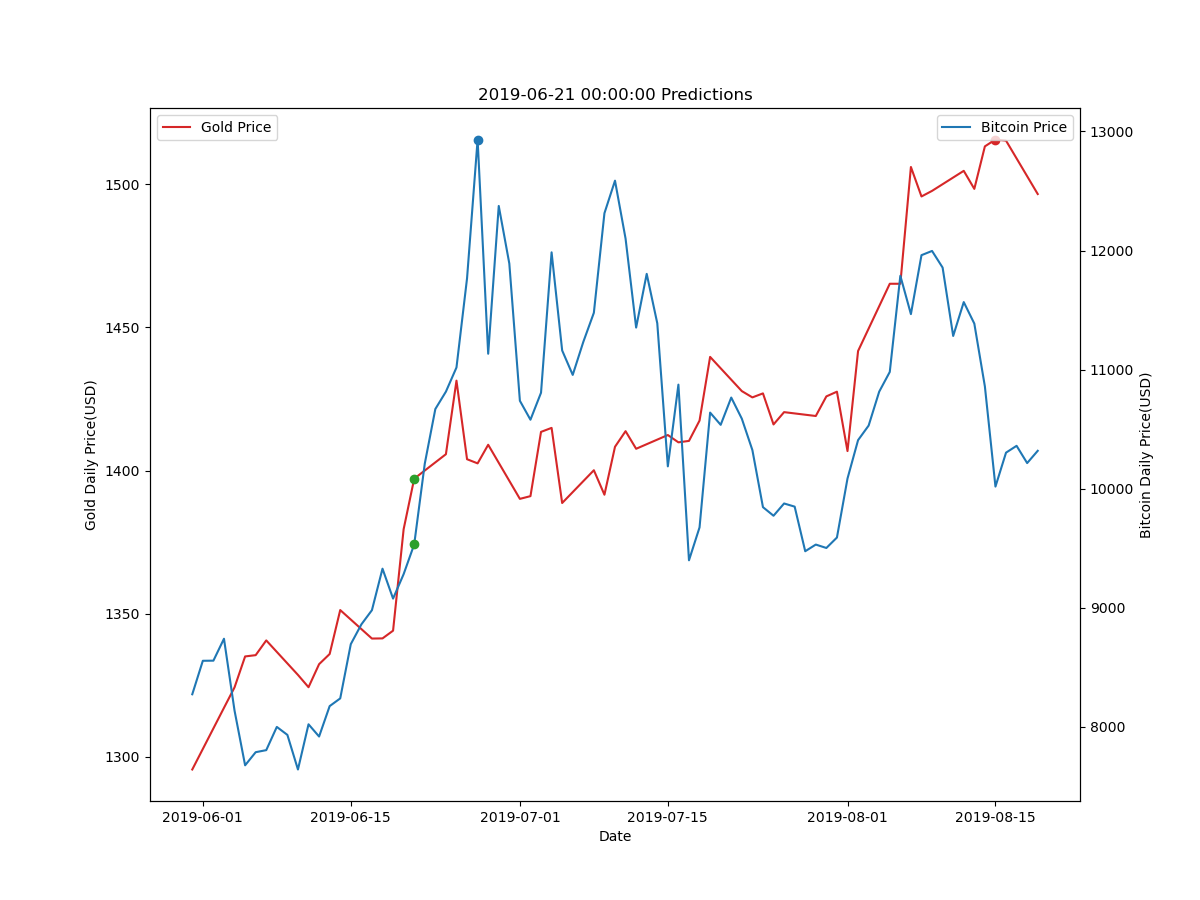 2019-06-21 00:00:00 Predictions
Gold Price
Bitcoin Price
Gold Daily Price(USD)
1500
1450
1400
1350
1300
13000
12000
11000
10000
9000
8000
Bitcoin Daily Price(USD)
2019-06-01
2019-06-15
2019-07-01
2019-07-15
2019-08-01
2019-08-15
Date